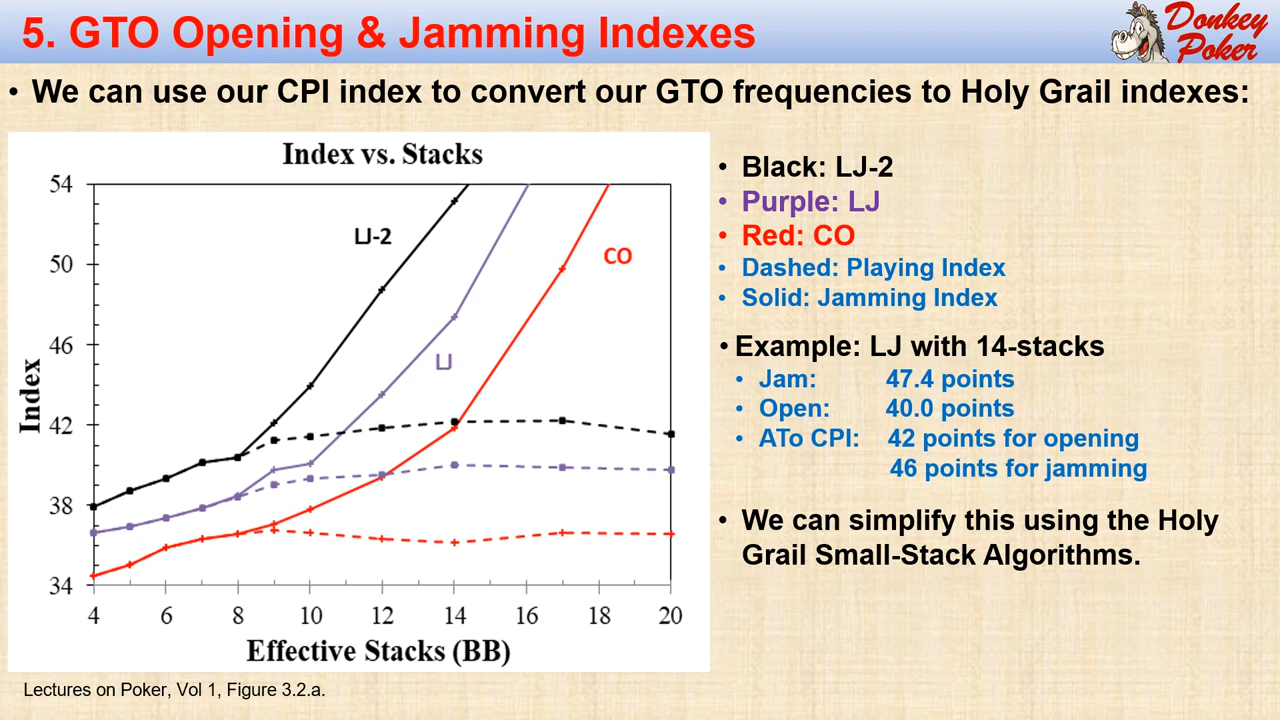 5. GTO Opening & Jamming Indexes
Donkey
Poker
• We can use our CPI index to convert our GTO frequencies to Holy Grail indexes:
Index vs. Stacks
54
50
46
42
38
34
Index
LJ-2
LJ
CO
4 6 8 10 12 14 16 18 20
Effective Stacks (BB)
• Black: LJ-2
• Purple: LJ
• Red: CO
• Dashed: Playing Index
• Solid: Jamming Index
• Example: LJ with 14-stacks
• Jam: 47.4 points
• Open: 40.0 points
• ATo CPI: 42 points for opening
46 points for jamming
• We can simplify this using the Holy
Grail Small-Stack Algorithms.
Lectures on Poker, Vol 1, Figure 3.2.a.